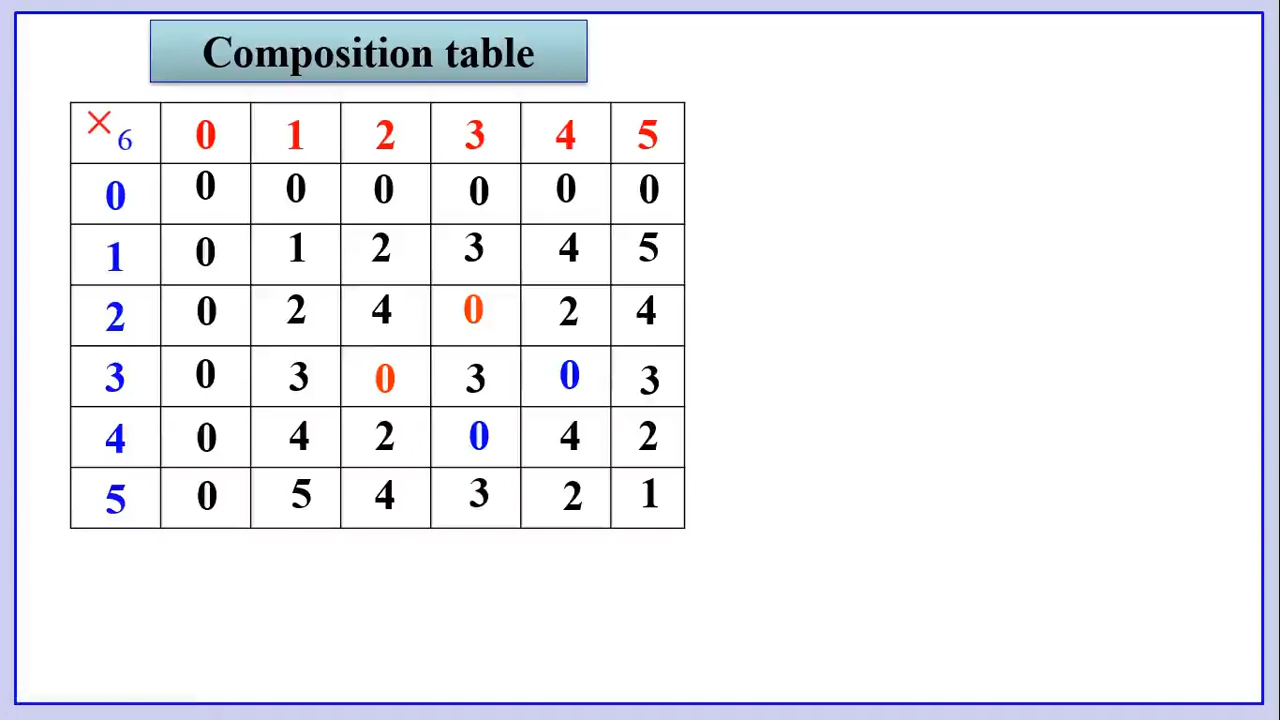 Composition table
×6 0 1 2 3 4 5
0 0 0 0 0 0 0
1 0 1 2 3 4 5
2 0 2 4 0 2 4
3 0 3 0 3 0 3
4 0 4 2 0 4 2
5 0 5 4 3 2 1